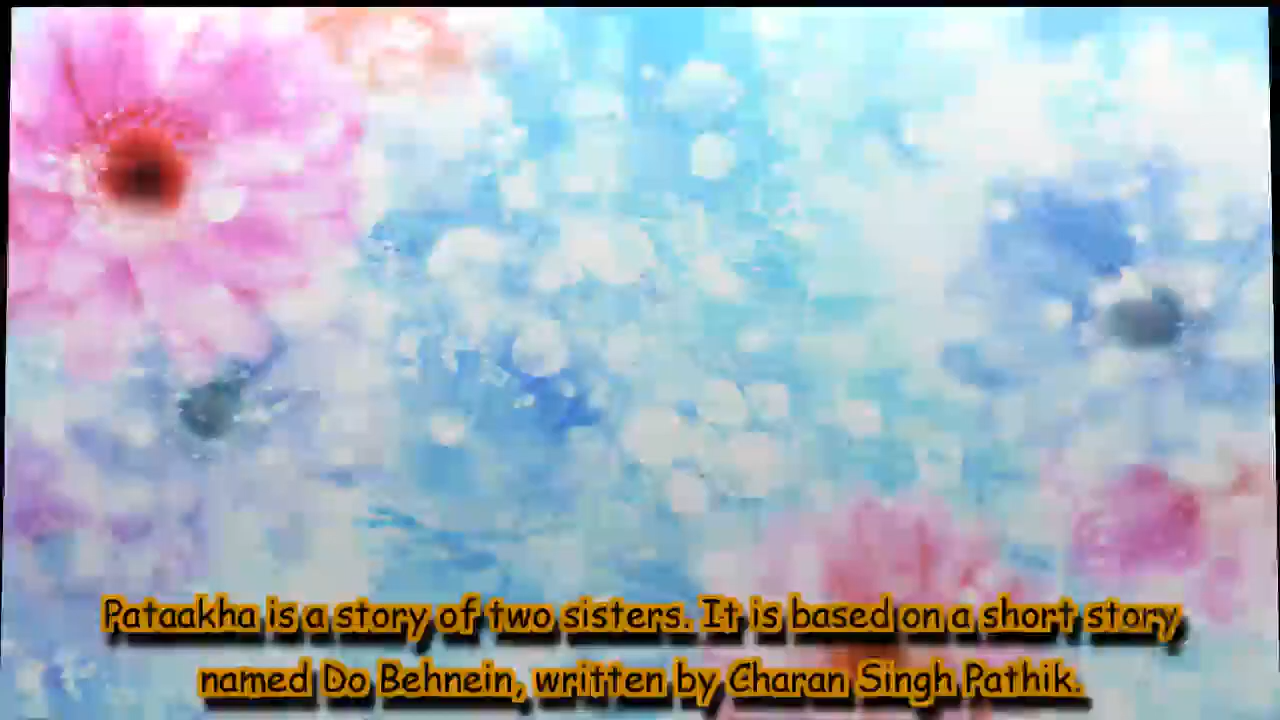 Pataakha is a story of two sisters. It is based on a short story
named Do Behnein, written by Charan Singh Pathik.